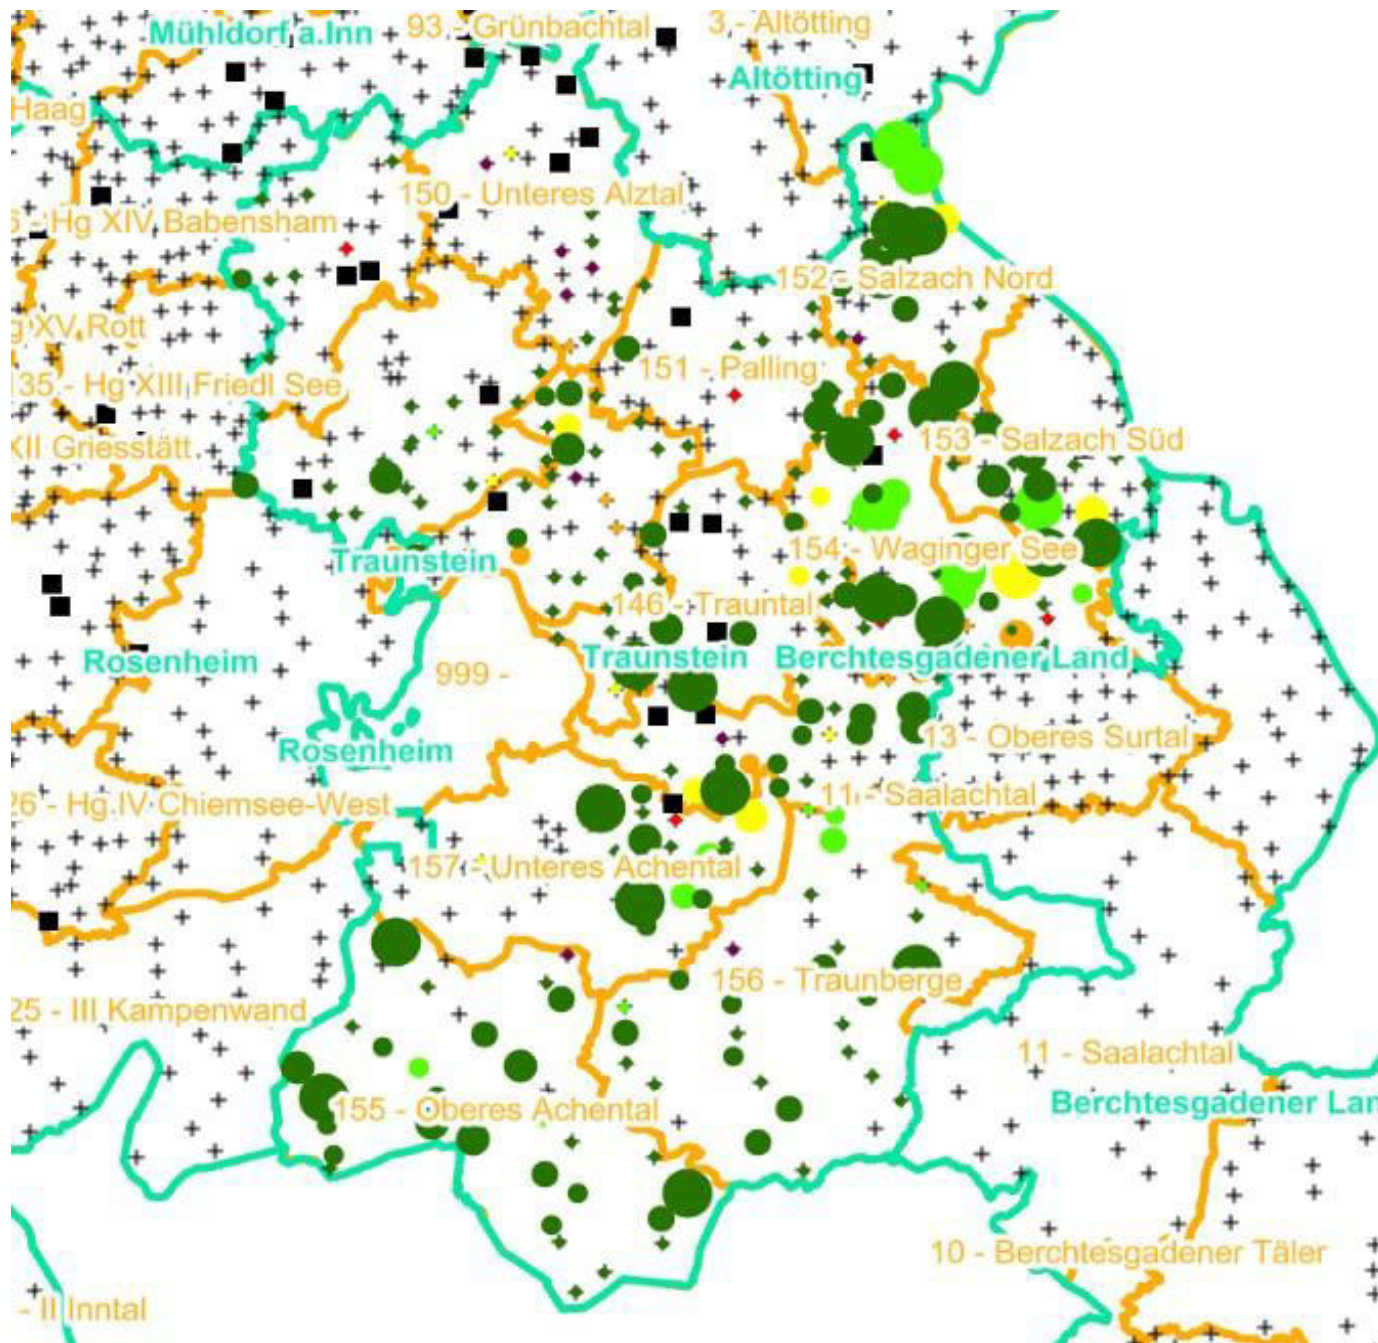 93 - Grünbachtal
3 - Altötting
Mühldorf a.Inn
Altötting
Haag
150 - Unteres Alztal
6 - Hg XIV Babensham
152 - Salzach Nord
g XV Rott
151 - Palling
135 - Hg XIII Friedl See
153 - Salzach Süd
XII Griesstätt
154 - Waginger See
Traunstein
146 - Trauntal
Rosenheim
Traunstein
Berchtesgadener Land
999 -
13 - Oberes Surtal
Rosenheim
26 - Hg IV Chiemsee-West
11 - Saalachtal
157 - Unteres Achental
156 - Traunberge
25 - III Kampenwand
11 - Saalachtal
155 - Oberes Achental
Berchtesgadener Lan
10 - Berchtesgadener Täler
- II Inntal